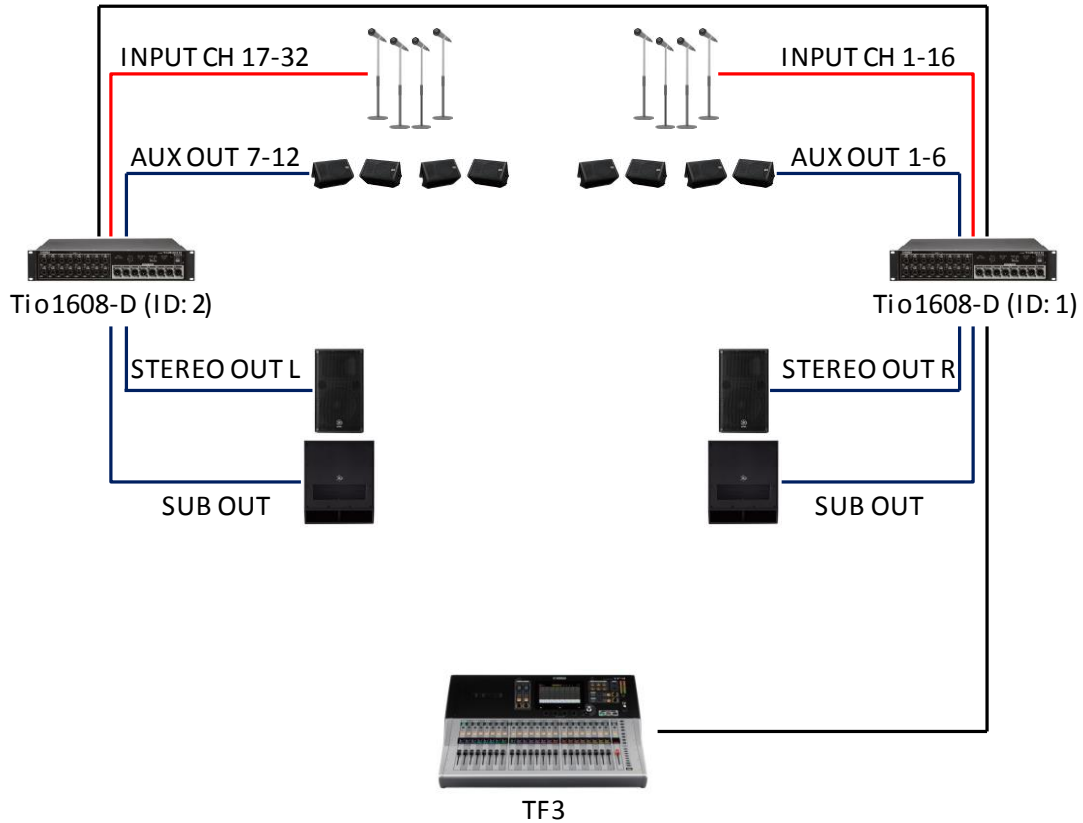 INPUT CH 17-32
INPUT CH 1-16
AUX OUT 7-12
AUX OUT 1-6
Tio1608-D (ID: 2)
Tio1608-D (ID: 1)
STEREO OUT L
STEREO OUT R
SUB OUT
SUB OUT
TF3